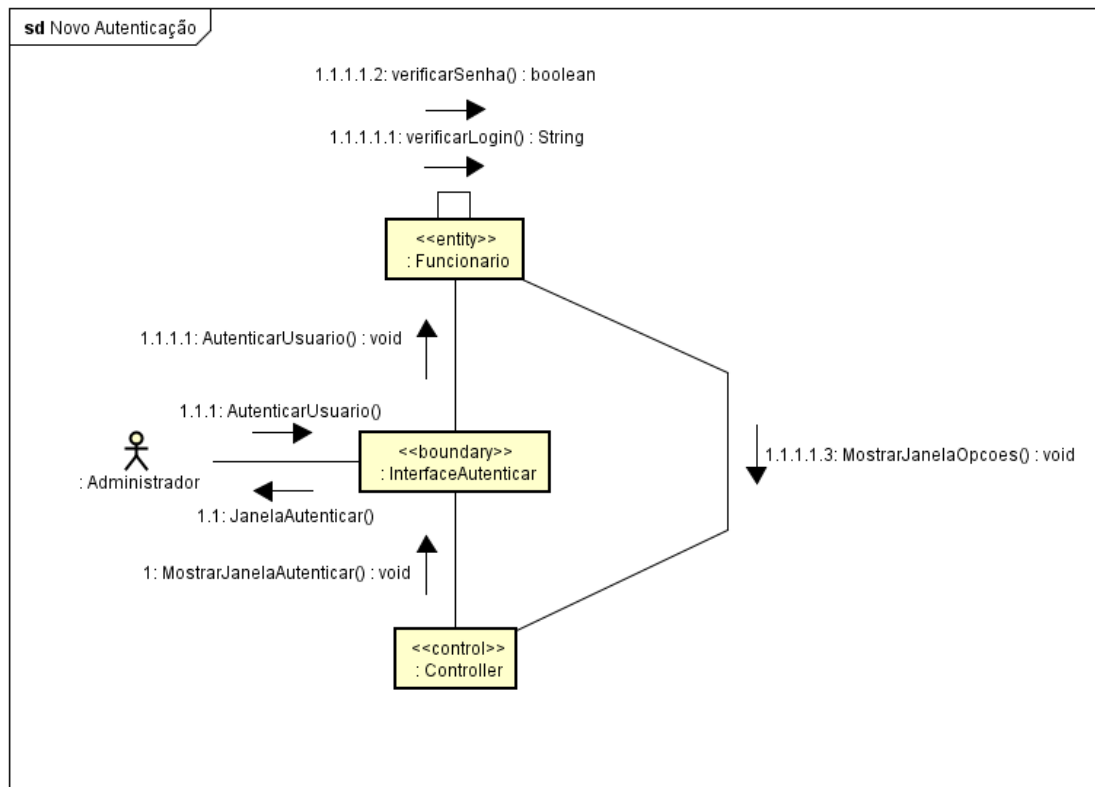 sd Novo Autenticação
1.1.1.1.2: verificarSenha() : boolean
1.1.1.1.1: verificarLogin() : String
<<entity>>
: Funcionario
1.1.1.1: AutenticarUsuario() : void
1.1.1: AutenticarUsuario()
<<boundary>>
: InterfaceAutenticar
1.1.1.1.3: MostrarJanelaOpcoes() : void
: Administrador
1.1: JanelaAutenticar()
1: MostrarJanelaAutenticar() : void
<<control>>
: Controller